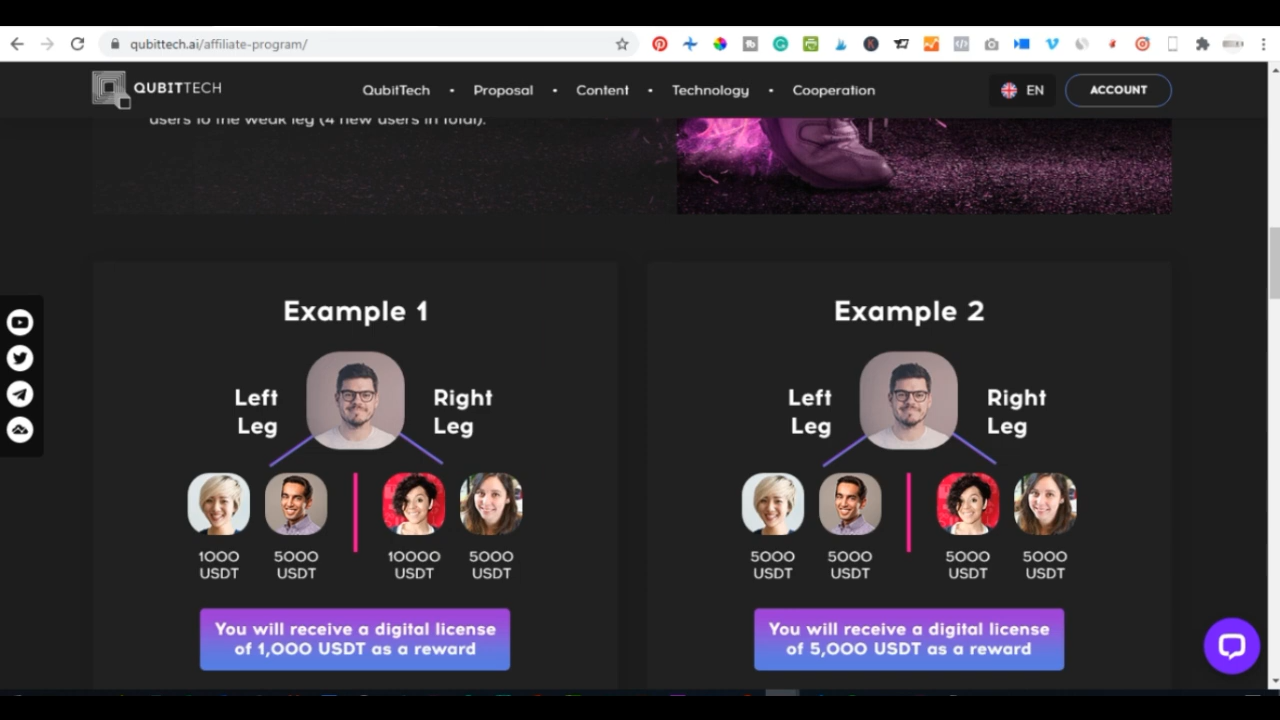 qubittech.ai/affiliate-program/
QUBITTECH
QubitTech • Proposal • Content • Technology • Cooperation
EN
ACCOUNT
users to the weak leg (4 new users in total).
Example 1
Left
Leg
Right
Leg
1000
USDT
5000
USDT
10000
USDT
5000
USDT
You will receive a digital license
of 1,000 USDT as a reward
Example 2
Left
Leg
Right
Leg
5000
USDT
5000
USDT
5000
USDT
5000
USDT
You will receive a digital license
of 5,000 USDT as a reward